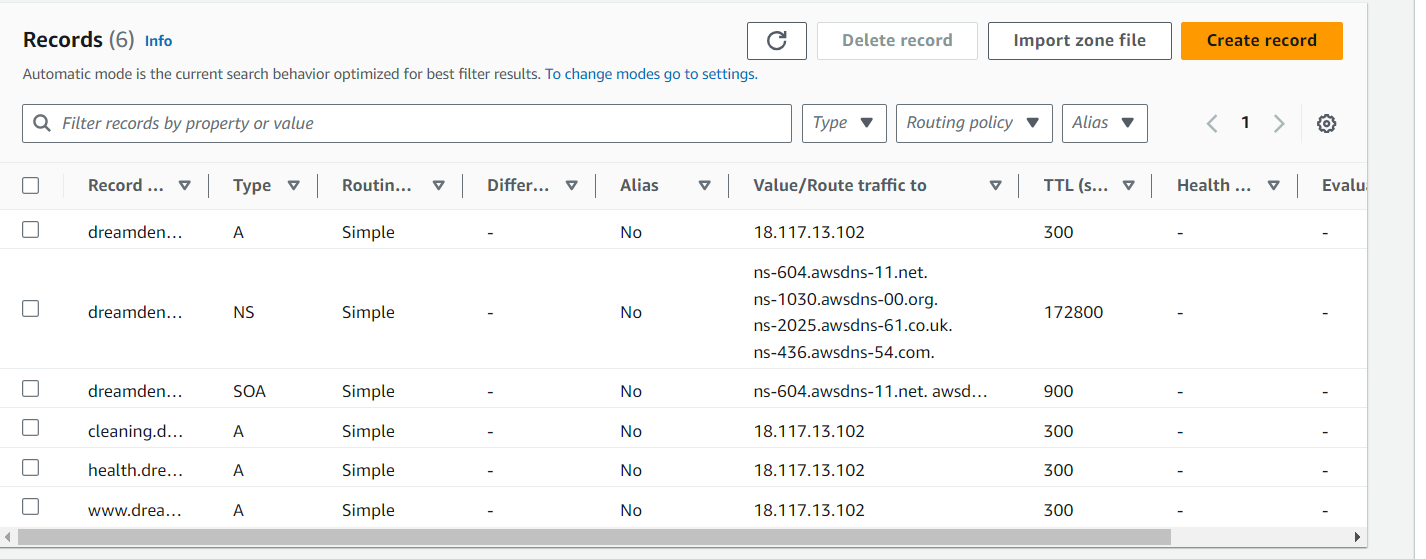 Records (6) Info
Delete record
Import zone file
Create record
Automatic mode is the current search behavior optimized for best filter results. To change modes go to settings.
Filter records by property or value
Type
Routing policy
Alias
1
Record ... Type Routin... Differ... Alias Value/Route traffic to TTL (s... Health ... Evalu
dreamden... A Simple - No 18.117.13.102 300 - -
dreamden... NS Simple - No ns-604.awsdns-11.net.
ns-1030.awsdns-00.org.
ns-2025.awsdns-61.co.uk.
ns-436.awsdns-54.com.
172800 - -
dreamden... SOA Simple - No ns-604.awsdns-11.net. awsd... 900 - -
cleaning.d... A Simple - No 18.117.13.102 300 - -
health.dre... A Simple - No 18.117.13.102 300 - -
www.drea... A Simple - No 18.117.13.102 300 - -